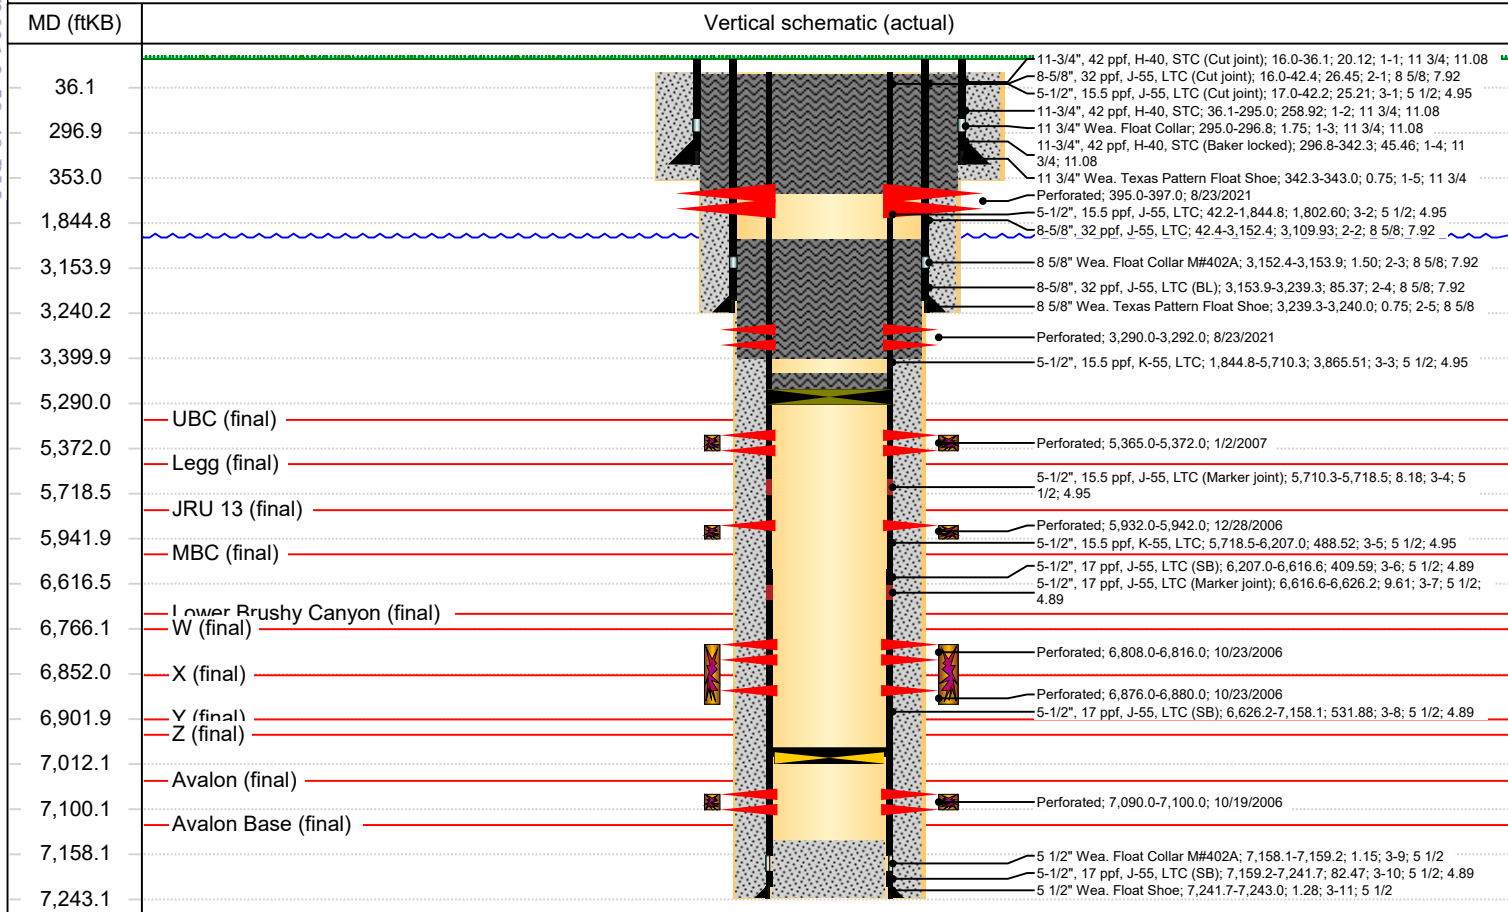 MD (ftKB)
Vertical schematic (actual)
36.1
296.9
353.0
1,844.8
3,153.9
3,240.2
3,399.9
5,290.0
5,372.0
5,718.5
5,941.9
6,616.5
6,766.1
6,852.0
6,901.9
7,012.1
7,100.1
7,158.1
7,243.1
UBC (final)
Legg (final)
JRU 13 (final)
MBC (final)
Lower Brushy Canyon (final)
W (final)
X (final)
Y (final)
Z (final)
Avalon (final)
Avalon Base (final)
11-3/4", 42 ppf, H-40, STC (Cut joint); 16.0-36.1; 20.12; 1-1; 11 3/4; 11.08
8-5/8", 32 ppf, J-55, LTC (Cut joint); 16.0-42.4; 26.45; 2-1; 8 5/8; 7.92
5-1/2", 15.5 ppf, J-55, LTC (Cut joint); 17.0-42.2; 25.21; 3-1; 5 1/2; 4.95
11-3/4", 42 ppf, H-40, STC; 36.1-295.0; 258.92; 1-2; 11 3/4; 11.08
11 3/4" Wea. Float Collar; 295.0-296.8; 1.75; 1-3; 11 3/4; 11.08
11-3/4", 42 ppf, H-40, STC (Baker locked); 296.8-342.3; 45.46; 1-4; 11
3/4; 11.08
11 3/4" Wea. Texas Pattern Float Shoe; 342.3-343.0; 0.75; 1-5; 11 3/4
Perforated; 395.0-397.0; 8/23/2021
5-1/2", 15.5 ppf, J-55, LTC; 42.2-1,844.8; 1,802.60; 3-2; 5 1/2; 4.95
8-5/8", 32 ppf, J-55, LTC; 42.4-3,152.4; 3,109.93; 2-2; 8 5/8; 7.92
8 5/8" Wea. Float Collar M#402A; 3,152.4-3,153.9; 1.50; 2-3; 8 5/8; 7.92
8-5/8", 32 ppf, J-55, LTC (BL); 3,153.9-3,239.3; 85.37; 2-4; 8 5/8; 7.92
8 5/8" Wea. Texas Pattern Float Shoe; 3,239.3-3,240.0; 0.75; 2-5; 8 5/8
Perforated; 3,290.0-3,292.0; 8/23/2021
5-1/2", 15.5 ppf, K-55, LTC; 1,844.8-5,710.3; 3,865.51; 3-3; 5 1/2; 4.95
Perforated; 5,365.0-5,372.0; 1/2/2007
5-1/2", 15.5 ppf, J-55, LTC (Marker joint); 5,710.3-5,718.5; 8.18; 3-4; 5
1/2; 4.95
Perforated; 5,932.0-5,942.0; 12/28/2006
5-1/2", 15.5 ppf, K-55, LTC; 5,718.5-6,207.0; 488.52; 3-5; 5 1/2; 4.95
5-1/2", 17 ppf, J-55, LTC (SB); 6,207.0-6,616.6; 409.59; 3-6; 5 1/2; 4.89
5-1/2", 17 ppf, J-55, LTC (Marker joint); 6,616.6-6,626.2; 9.61; 3-7; 5 1/2;
4.89
Perforated; 6,808.0-6,816.0; 10/23/2006
Perforated; 6,876.0-6,880.0; 10/23/2006
5-1/2", 17 ppf, J-55, LTC (SB); 6,626.2-7,158.1; 531.88; 3-8; 5 1/2; 4.89
Perforated; 7,090.0-7,100.0; 10/19/2006
5 1/2" Wea. Float Collar M#402A; 7,158.1-7,159.2; 1.15; 3-9; 5 1/2
5-1/2", 17 ppf, J-55, LTC (SB); 7,159.2-7,241.7; 82.47; 3-10; 5 1/2; 4.89
5 1/2" Wea. Float Shoe; 7,241.7-7,243.0; 1.28; 3-11; 5 1/2